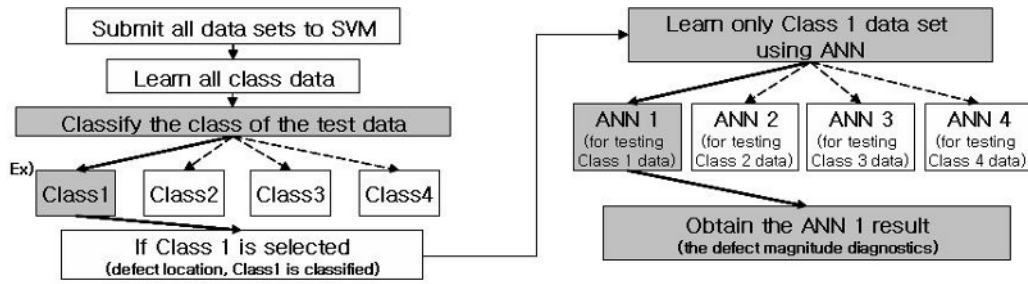 Submit all data sets to SVM
Learn all class data
Classify the class of the test data
Ex)
Class1
Class2
Class3
Class4
If Class 1 is selected
(defect location, Class1 is classified)
Learn only Class 1 data set
using ANN
ANN 1
(for testing
Class 1 data)
ANN 2
(for testing
Class 2 data)
ANN 3
(for testing
Class 3 data)
ANN 4
(for testing
Class 4 data)
Obtain the ANN 1 result
(the defect magnitude diagnostics)